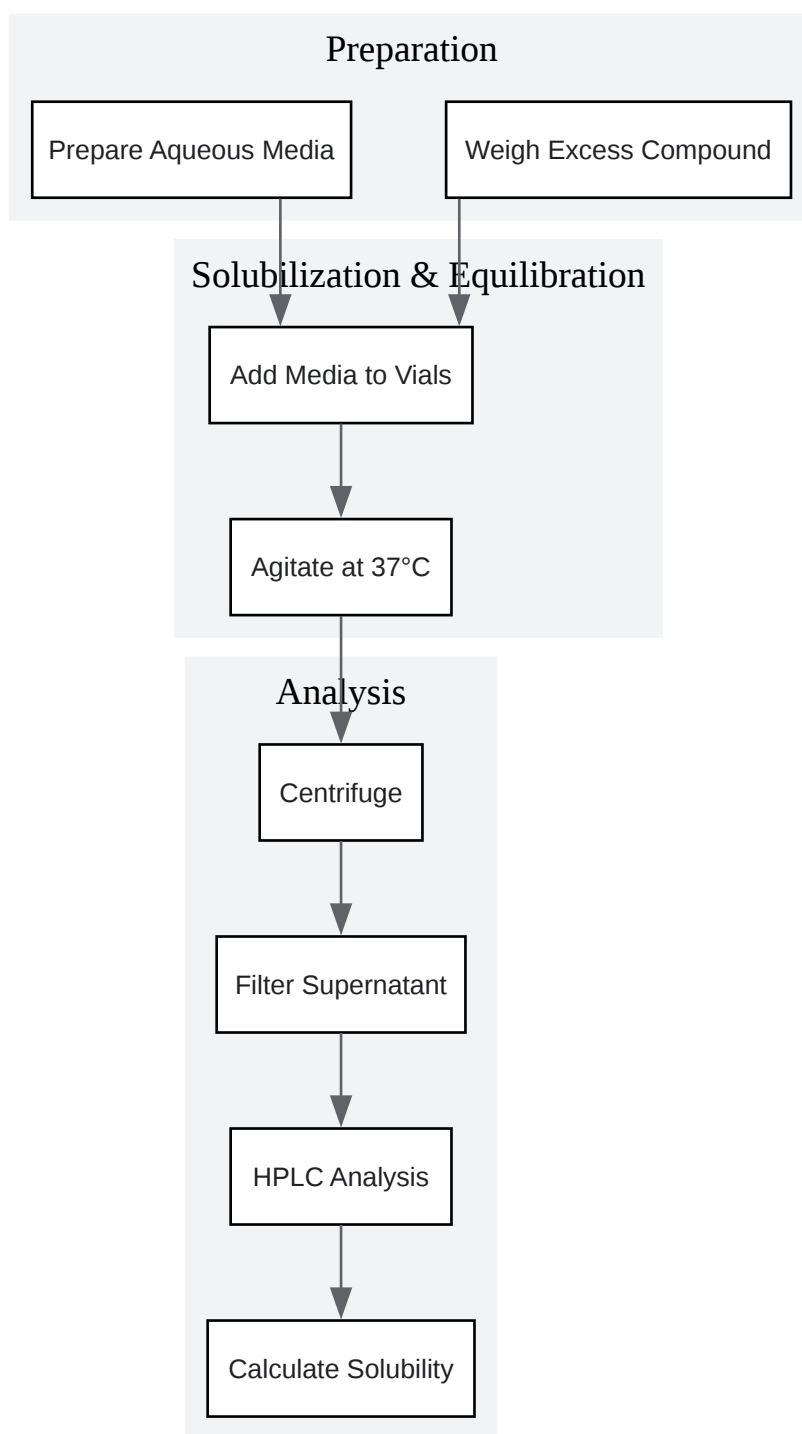 Preparation
Prepare Aqueous Media
Weigh Excess Compound
Solubilization & Equilibration
Add Media to Vials
Agitate at 37°C
Analysis
Centrifuge
Filter Supernatant
HPLC Analysis
Calculate Solubility